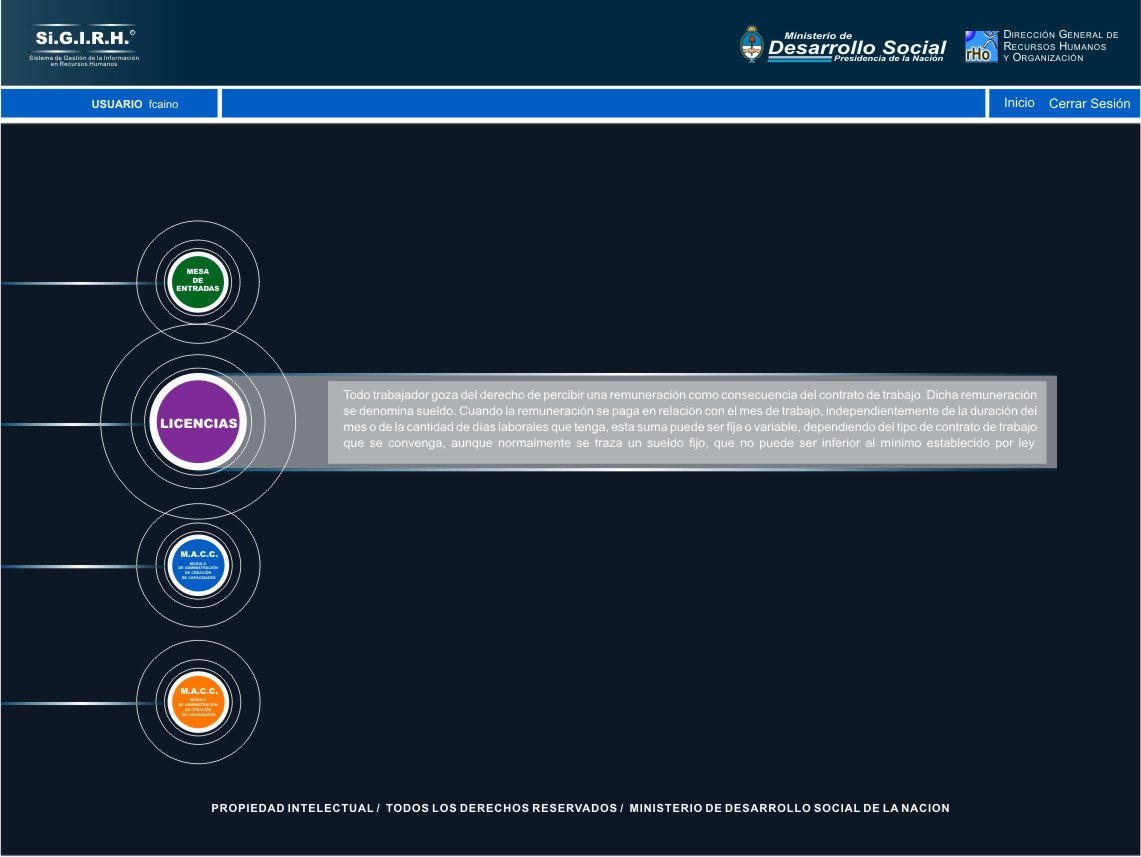 Si.G.I.R.H.
Sistema de Gestión de la Información
en Recursos Humanos
Ministerio de
Desarrollo Social
Presidencia de la Nación
rHo
Dirección General de
Recursos Humanos
y Organización
USUARIO fcaino
Inicio Cerrar Sesión
MESA
DE
ENTRADAS
LICENCIAS
Todo trabajador goza del derecho de percibir una remuneración como consecuencia del contrato de trabajo. Dicha remuneración
se denomina sueldo. Cuando la remuneración se paga en relación con el mes de trabajo, independientemente de la duración del
mes o de la cantidad de días laborales que tenga, esta suma puede ser fija o variable, dependiendo del tipo de contrato de trabajo
que se convenga, aunque normalmente se traza un sueldo fijo, que no puede ser inferior al mínimo establecido por ley.
M.A.C.C.
MODULO
DE ADMINISTRACIÓN
DE CREACIÓN
DE CAPACIDADES
M.A.C.C.
MODULO
DE ADMINISTRACIÓN
DE CREACIÓN
DE CAPACIDADES
PROPIEDAD INTELECTUAL / TODOS LOS DERECHOS RESERVADOS / MINISTERIO DE DESARROLLO SOCIAL DE LA NACION